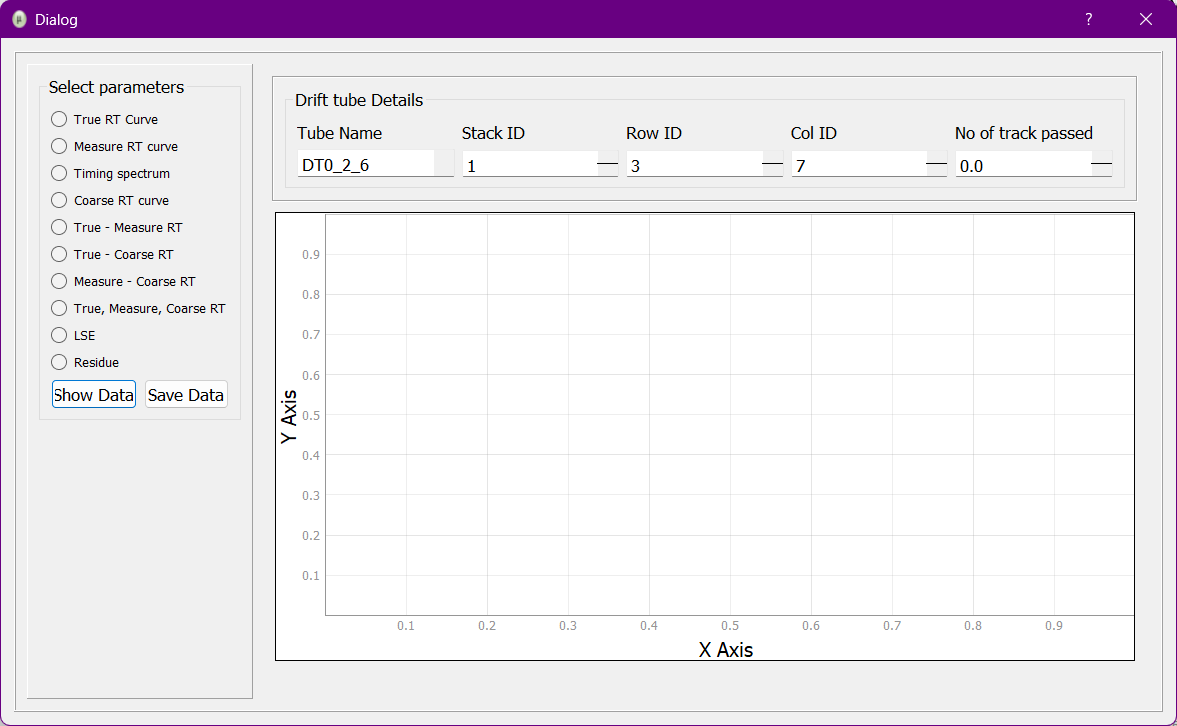 Dialog
?
Select parameters
True RT Curve
Measure RT curve
Timing spectrum
Coarse RT curve
True - Measure RT
True - Coarse RT
Measure - Coarse RT
True, Measure, Coarse RT
LSE
Residue
Show Data Save Data
Drift tube Details
Tube Name Stack ID Row ID Col ID No of track passed
DT0_2_6 1 3 7 0.0
0.9
0.8
0.7
0.6
0.5
0.4
0.3
0.2
0.1
Y Axis
0.1 0.2 0.3 0.4 0.5 0.6 0.7 0.8 0.9
X Axis